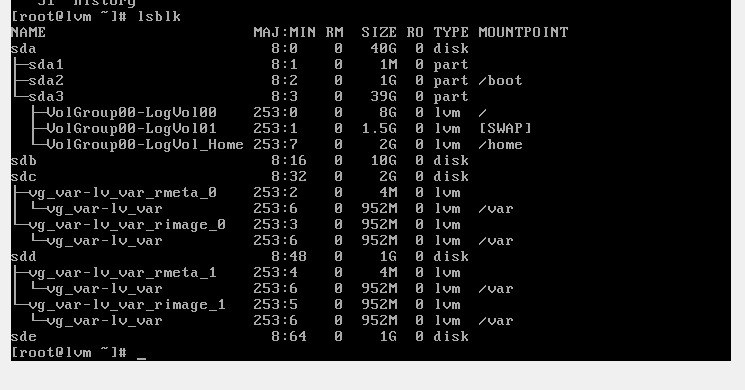 51  history
[root@lvm ~]# lsblk
NAME                       MAJ:MIN RM  SIZE RO TYPE MOUNTPOINT
sda                          8:0    0   40G  0 disk
├─sda1                       8:1    0    1M  0 part
├─sda2                       8:2    0    1G  0 part /boot
└─sda3                       8:3    0   39G  0 part
  ├─VolGroup00-LogVol00    253:0    0    8G  0 lvm  /
  ├─VolGroup00-LogVol01    253:1    0  1.5G  0 lvm  [SWAP]
  └─VolGroup00-LogVol_Home 253:7    0    2G  0 lvm  /home
sdb                          8:16   0   10G  0 disk
sdc                          8:32   0    2G  0 disk
├─vg_var-lv_var_rmeta_0    253:2    0    4M  0 lvm
│ └─vg_var-lv_var          253:6    0  952M  0 lvm  /var
└─vg_var-lv_var_rimage_0   253:3    0  952M  0 lvm
  └─vg_var-lv_var          253:6    0  952M  0 lvm  /var
sdd                          8:48   0    1G  0 disk
├─vg_var-lv_var_rmeta_1    253:4    0    4M  0 lvm
│ └─vg_var-lv_var          253:6    0  952M  0 lvm  /var
└─vg_var-lv_var_rimage_1   253:5    0  952M  0 lvm
  └─vg_var-lv_var          253:6    0  952M  0 lvm  /var
sde                          8:64   0    1G  0 disk
[root@lvm ~]# _